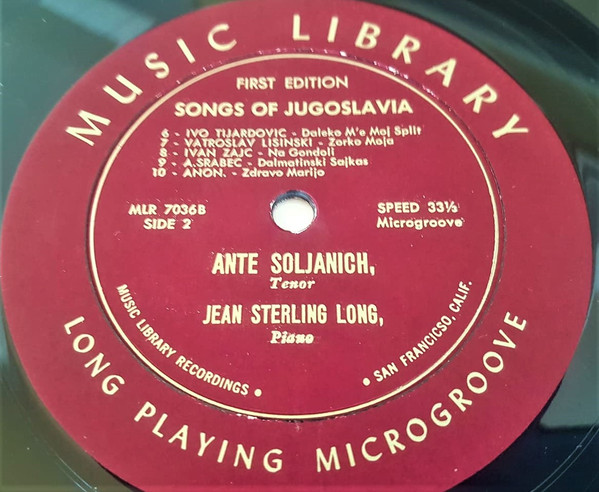 MUSIC LIBRARY
FIRST EDITION
SONGS OF JUGOSLAVIA
6 - IVO TIJARDOVIC - Daleko M'e Moj Split
7 - VATROSLAV LISINSKI - Zorko Moja
8 - IVAN ZAJC - Na Gondoli
9 - A.SRABEC - Dalmatinski Sajkas
10 - ANON. - Zdravo Marijo
MLR 7036B
SIDE 2
SPEED 33⅓
Microgroove
ANTE SOLJANICH,
Tenor
JEAN STERLING LONG,
Piano
MUSIC LIBRARY RECORDINGS •
• SAN FRANCICSO, CALIF.
LONG PLAYING MICROGROOVE